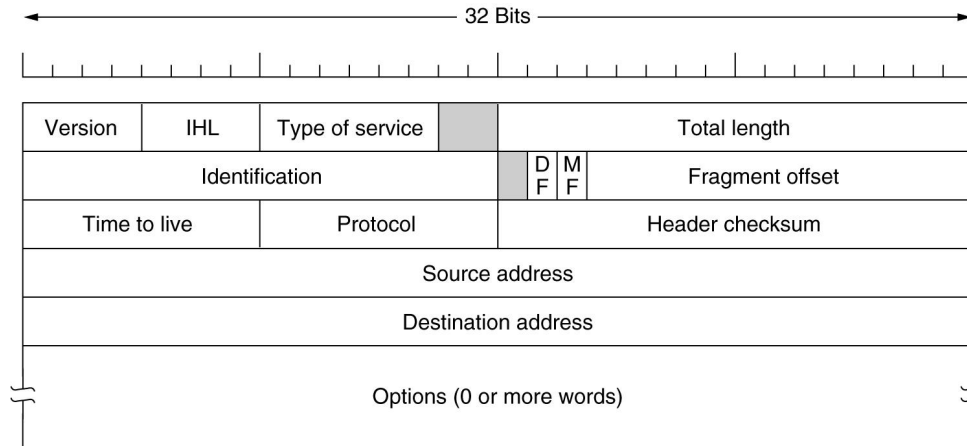 32 Bits
Version IHL Type of service Total length
Identification D F M F Fragment offset
Time to live Protocol Header checksum
Source address
Destination address
Options (0 or more words)